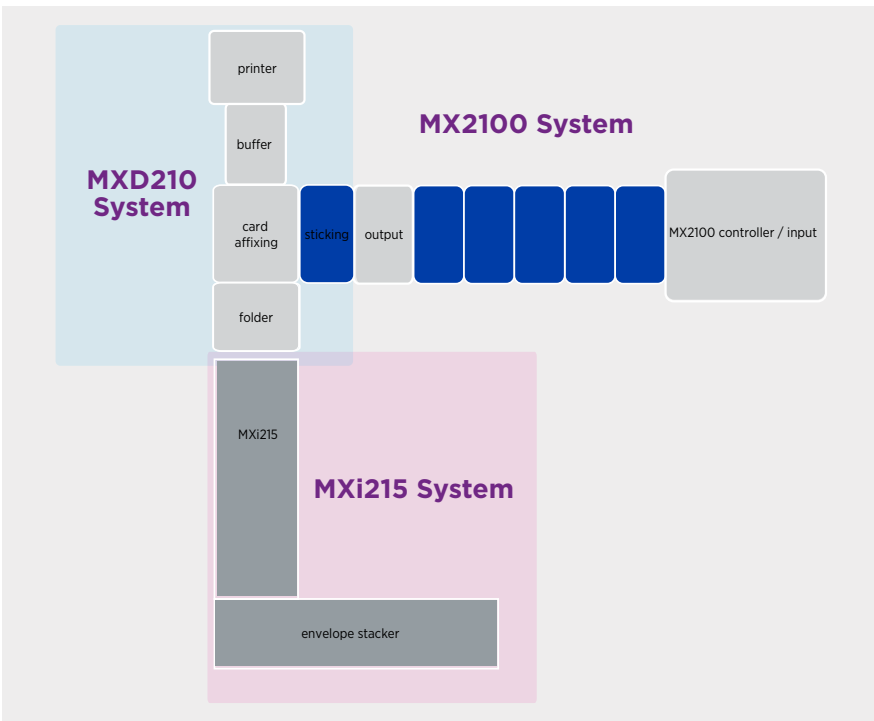 printer
MX2100 System
buffer
MXD210
System
card
affixing
sticking
output
MX2100 controller / input
folder
MXi215
MXi215 System
envelope stacker